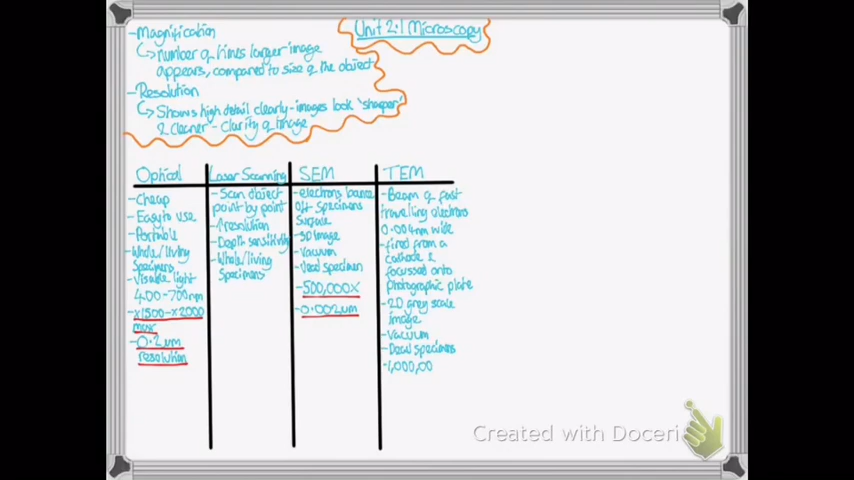 Unit 2.1 Microscopy
-Magnification
↳number of times larger image
appears, compared to size of the object
-Resolution
↳Shows high detail clearly-images look 'sharper'
& cleaner - clarity of image
Optical
-Cheap
-Easy to use
-Portable
-Whole/living
specimens
-Visible light
400-700nm
-x1500-x2000
max
-0.2um
resolution
Laser Scanning
-Scan object
point by point
-↑resolution
-Depth sensitivity
-Whole/living
Specimens
SEM
-electrons bounce
off specimens
surface
-3D image
-vacuum
-dead specimen
-500,000x
-0.002um
TEM
-Beam of fast
travelling electrons
0.004nm wide
-fired from a
cathode &
focussed onto
photographic plate
-2D grey scale
image
-vacuum
-Dead specimens
-1,000,00
Created with Doceri